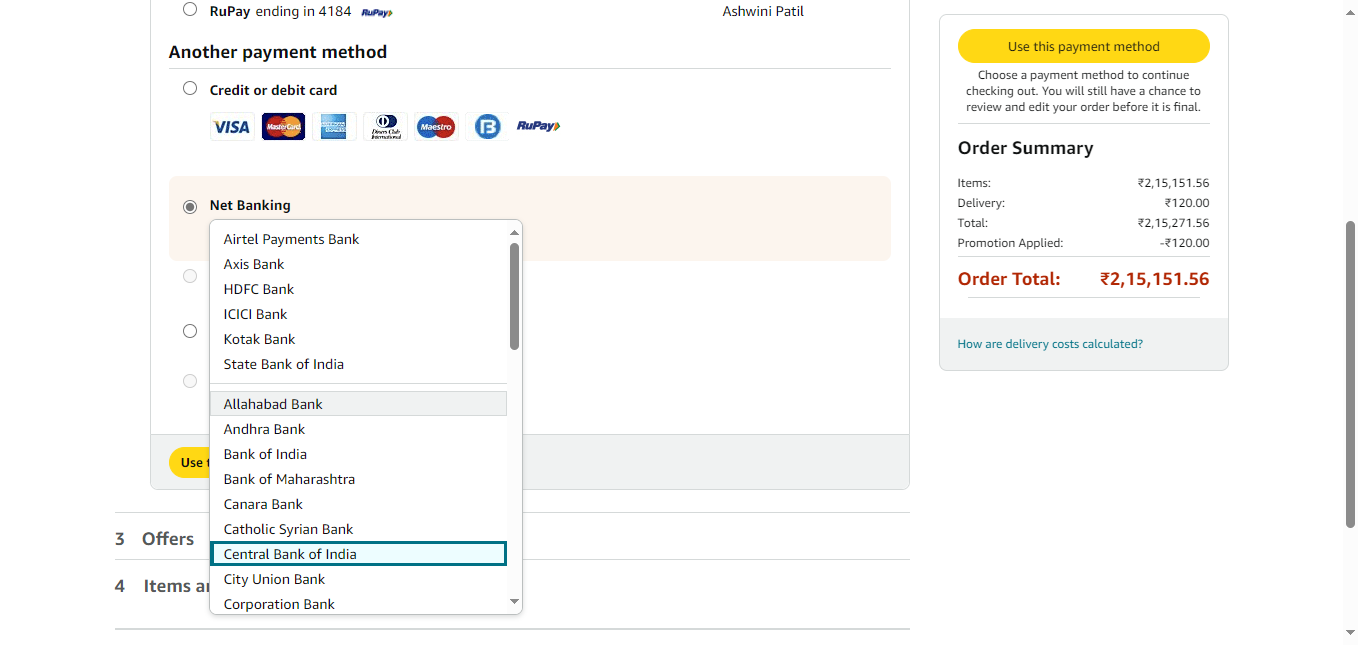 RuPay ending in 4184 RuPay Ashwini Patil
Another payment method
Credit or debit card
VISA MasterCard AMERICAN EXPRESS Diners Club International Maestro B RuPay
Net Banking
Airtel Payments Bank
Axis Bank
HDFC Bank
ICICI Bank
Kotak Bank
State Bank of India
Allahabad Bank
Andhra Bank
Bank of India
Bank of Maharashtra
Canara Bank
Catholic Syrian Bank
Central Bank of India
City Union Bank
Corporation Bank
Use
3 Offers
4 Items
Use this payment method
Choose a payment method to continue
checking out. You will still have a chance to
review and edit your order before it is final.
Order Summary
Items: ₹2,15,151.56
Delivery: ₹120.00
Total: ₹2,15,271.56
Promotion Applied: -₹120.00
Order Total: ₹2,15,151.56
How are delivery costs calculated?